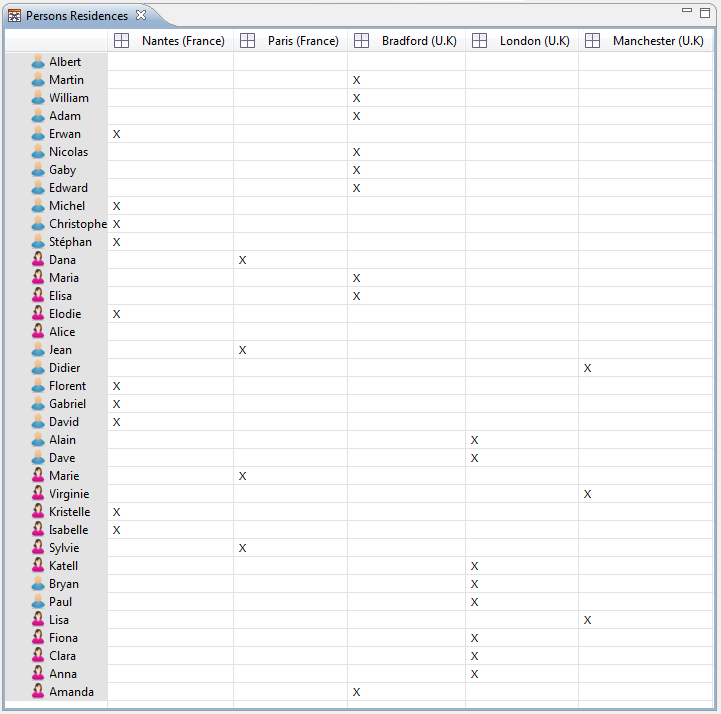 Persons Residences
Nantes (France) Paris (France) Bradford (U.K) London (U.K) Manchester (U.K)
Albert
Martin X
William X
Adam X
Erwan X
Nicolas X
Gaby X
Edward X
Michel X
Christophe X
Stéphan X
Dana X
Maria X
Elisa X
Elodie X
Alice
Jean X
Didier X
Florent X
Gabriel X
David X
Alain X
Dave X
Marie X
Virginie X
Kristelle X
Isabelle X
Sylvie X
Katell X
Bryan X
Paul X
Lisa X
Fiona X
Clara X
Anna X
Amanda X